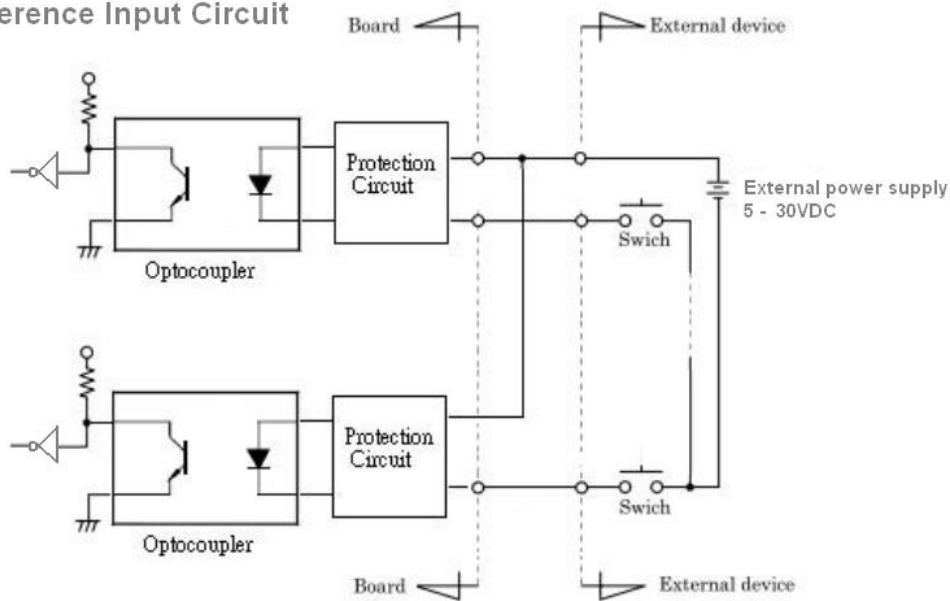 erence Input Circuit
Board
External device
Protection
Circuit
External power supply
5 - 30VDC
Swich
Optocoupler
Protection
Circuit
Swich
Optocoupler
Board
External device